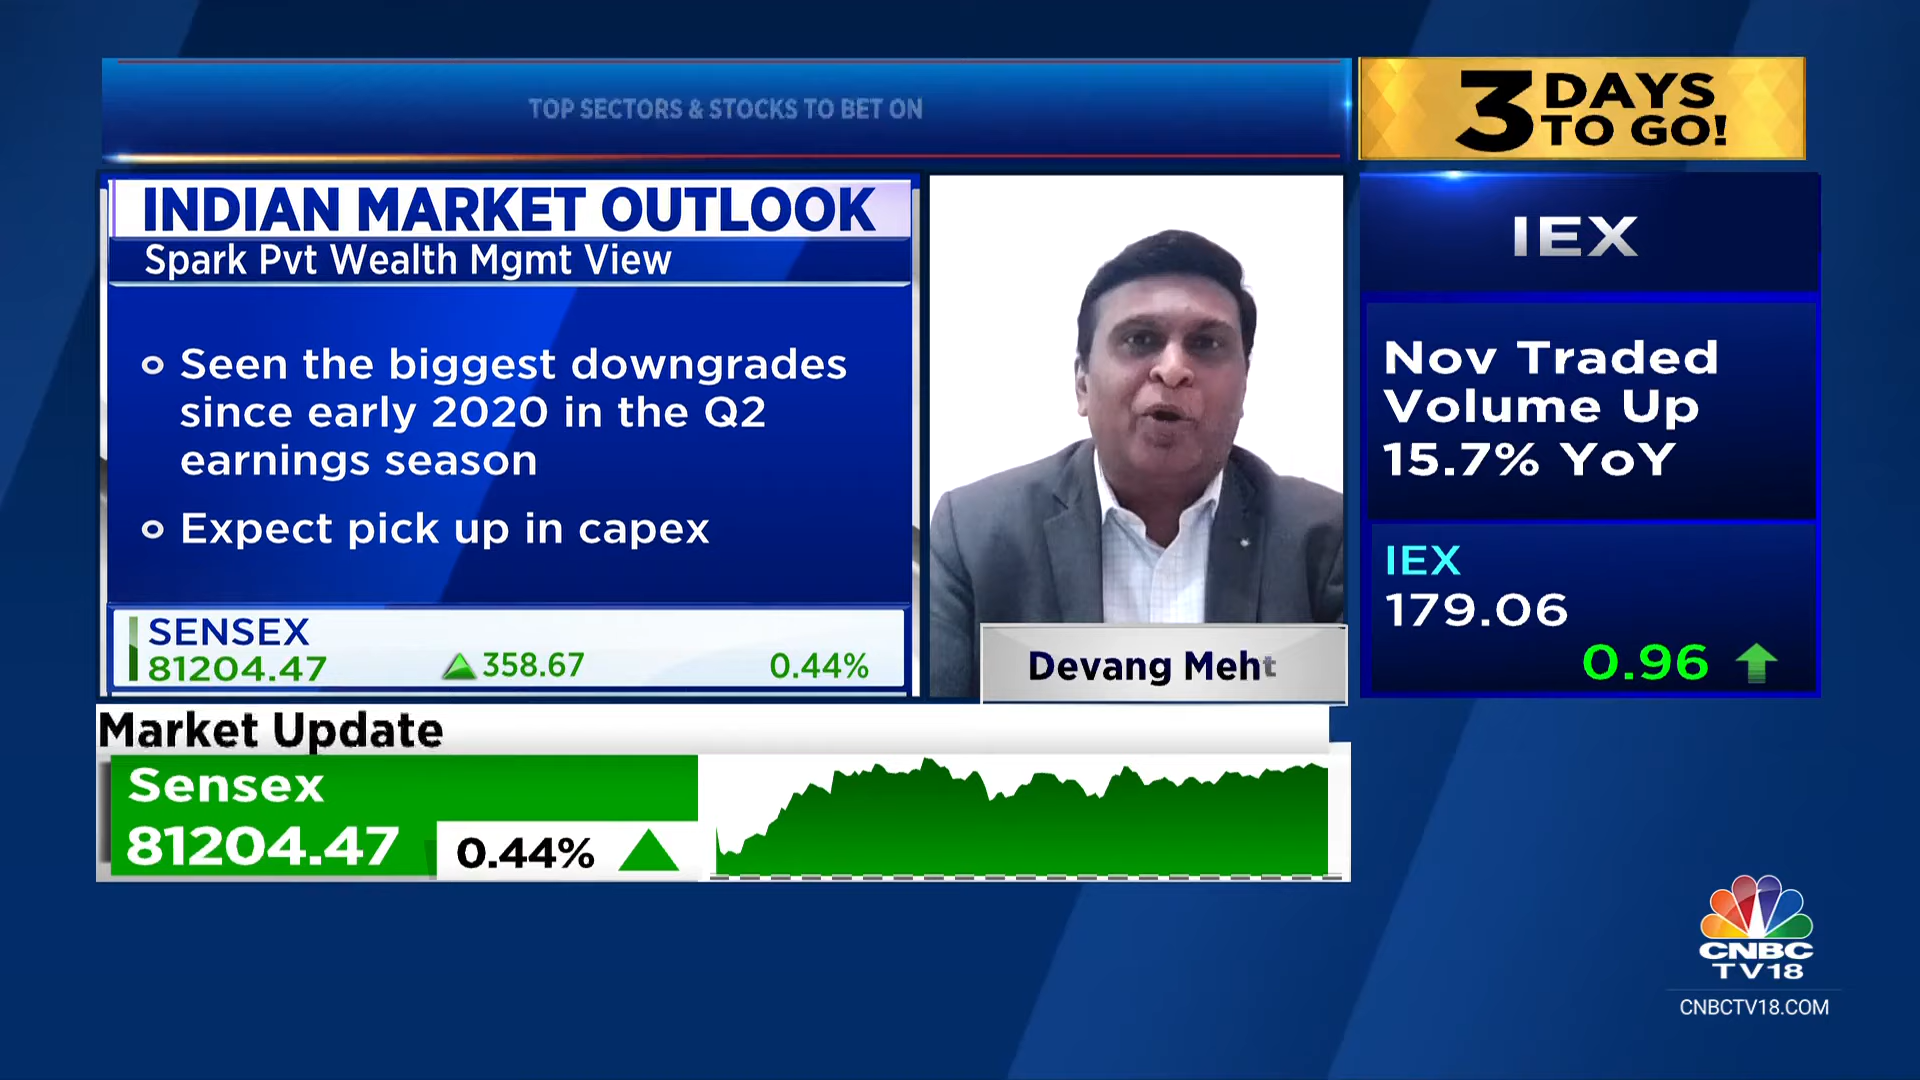 TOP SECTORS & STOCKS TO BET ON
3 DAYS
TO GO!
INDIAN MARKET OUTLOOK
Spark Pvt Wealth Mgmt View
Seen the biggest downgrades
since early 2020 in the Q2
earnings season
Expect pick up in capex
SENSEX
81204.47 358.67 0.44%
Devang Meht
IEX
Nov Traded
Volume Up
15.7% YoY
IEX
179.06
0.96
Market Update
Sensex
81204.47 0.44%
CNBC
TV18
CNBCTV18.COM